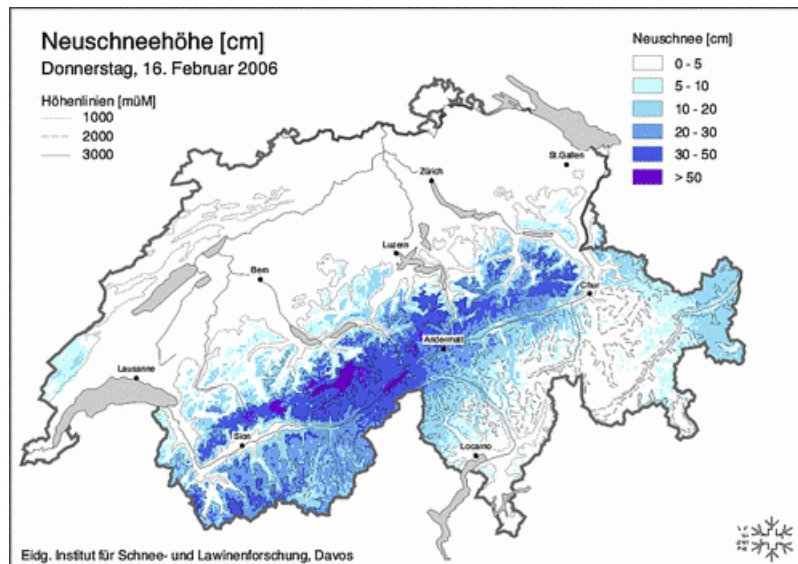 Neuschneehöhe [cm]
Donnerstag, 16. Februar 2006
Höhenlinien [müM]
1000
2000
3000
Neuschnee [cm]
0 - 5
5 - 10
10 - 20
20 - 30
30 - 50
> 50
St.Gallen
Zürich
Luzern
Bern
Chur
Andermatt
Lausanne
Sion
Locarno
Eidg. Institut für Schnee- und Lawinenforschung, Davos